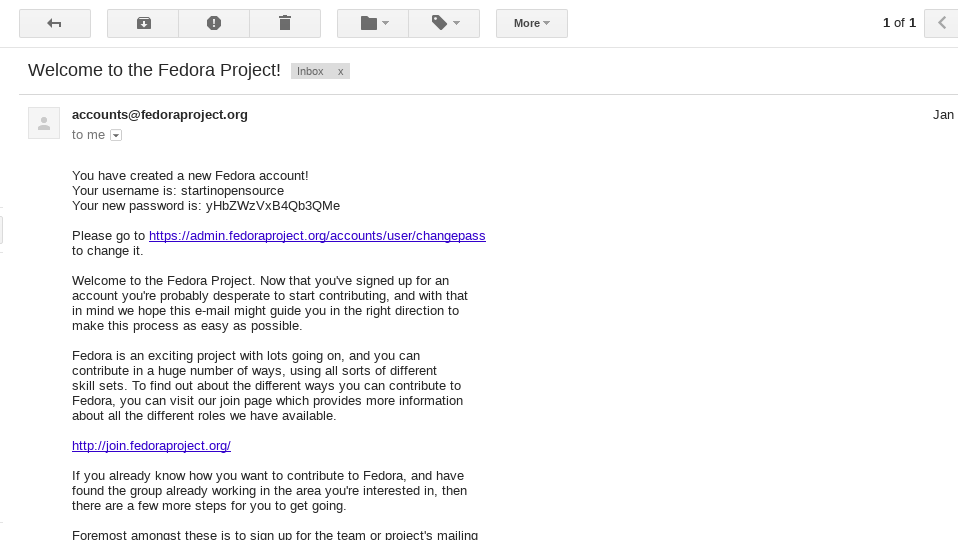 More
1 of 1
Welcome to the Fedora Project! Inbox x
accounts@fedoraproject.org Jan
to me
You have created a new Fedora account!
Your username is: startinopensource
Your new password is: yHbZWzVxB4Qb3QMe
Please go to https://admin.fedoraproject.org/accounts/user/changepass
to change it.
Welcome to the Fedora Project. Now that you've signed up for an
account you're probably desperate to start contributing, and with that
in mind we hope this e-mail might guide you in the right direction to
make this process as easy as possible.
Fedora is an exciting project with lots going on, and you can
contribute in a huge number of ways, using all sorts of different
skill sets. To find out about the different ways you can contribute to
Fedora, you can visit our join page which provides more information
about all the different roles we have available.
http://join.fedoraproject.org/
If you already know how you want to contribute to Fedora, and have
found the group already working in the area you're interested in, then
there are a few more steps for you to get going.
Foremost amongst these is to sign up for the team or project's mailing